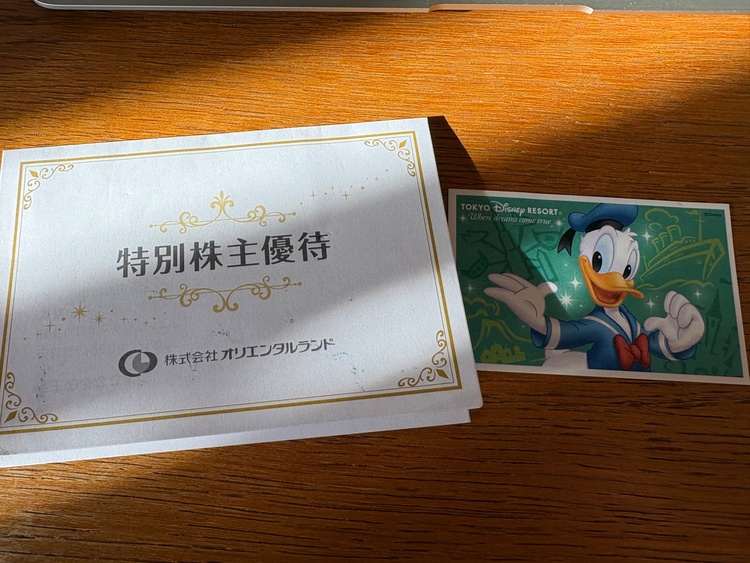 特別株主優待
株式会社 オリエンタルランド
TOKYO Disney RESORT
Where dreams come true